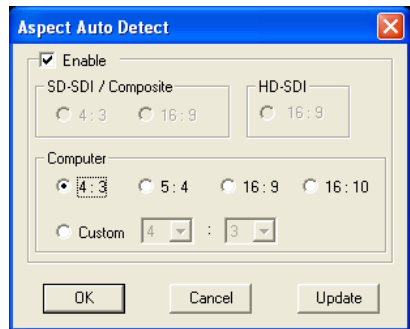 Aspect Auto Detect
Enable
SD-SDI / Composite HD-SDI
4 : 3 16 : 9 16 : 9
Computer
4 : 3 5 : 4 16 : 9 16 : 10
Custom 4 : 3
OK Cancel Update